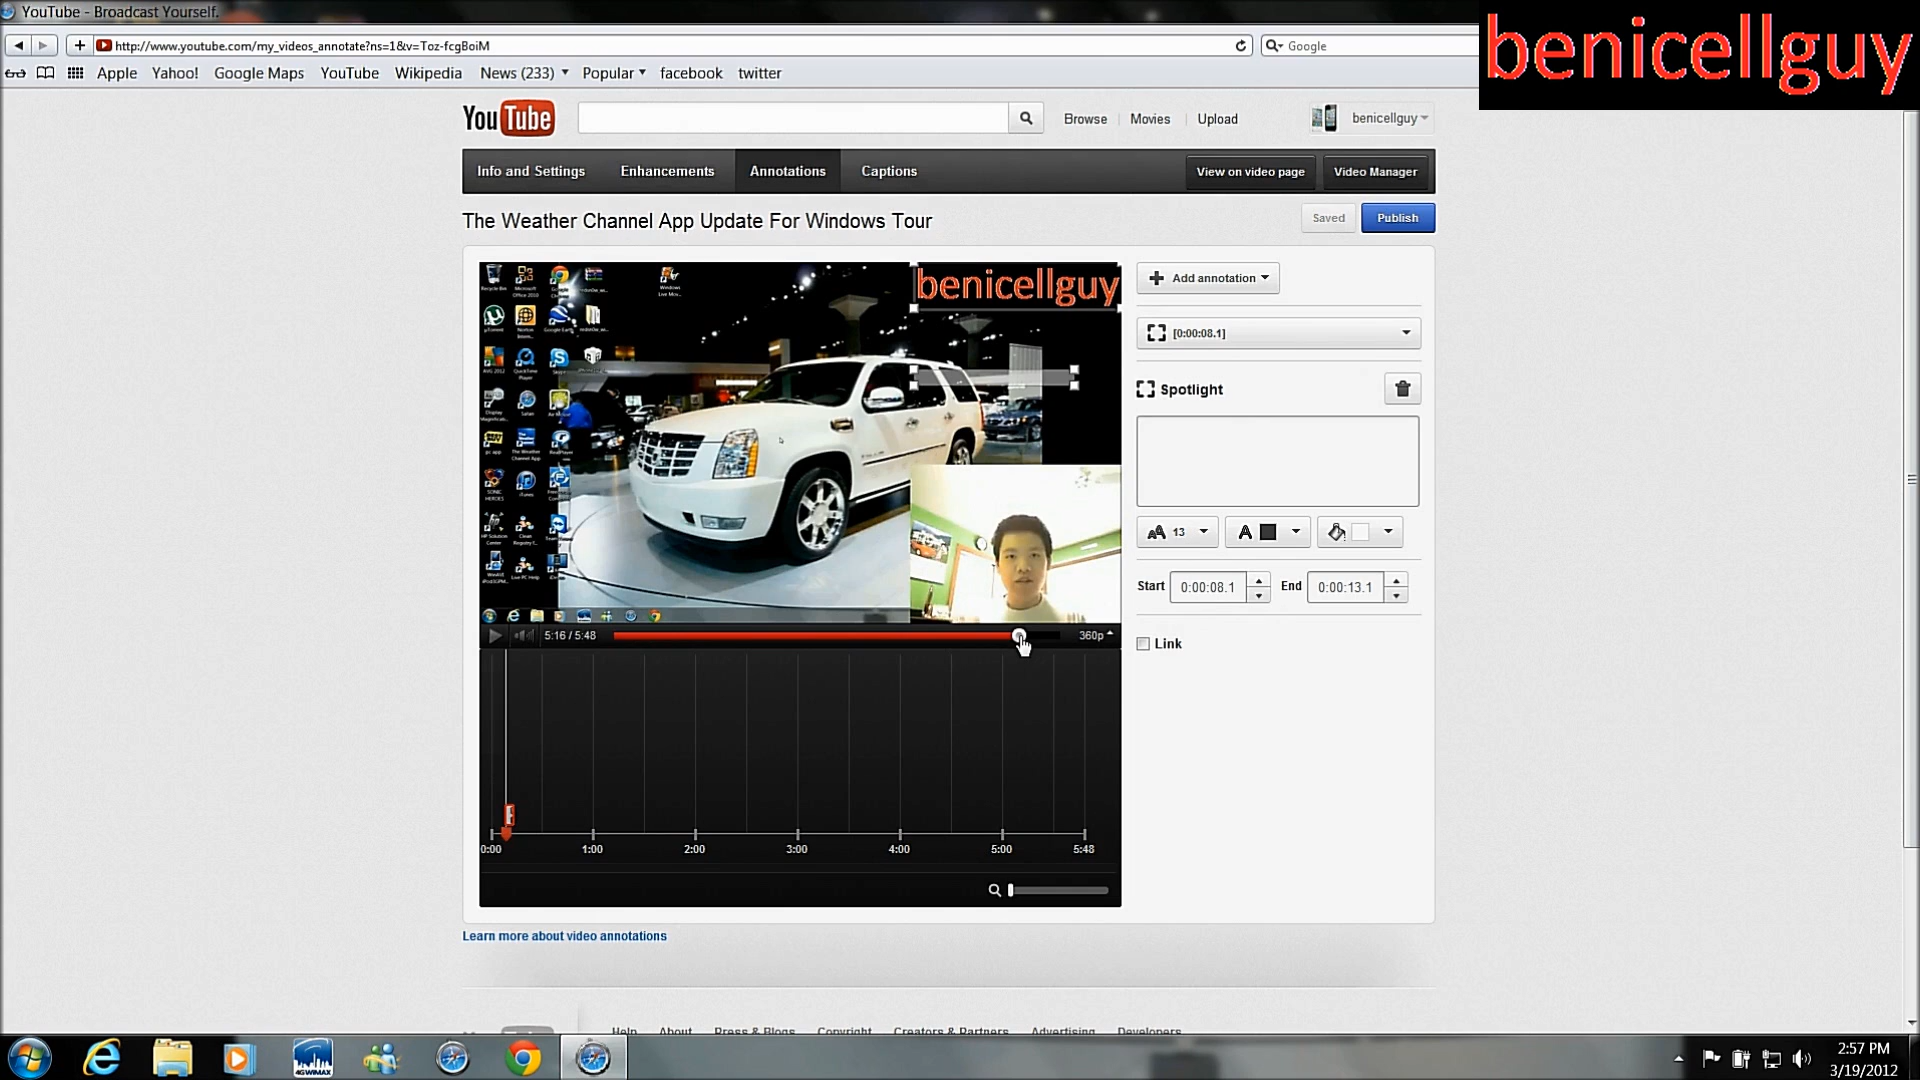 YouTube - Broadcast Yourself.
http://www.youtube.com/my_videos_annotate?ns=1&v=Toz-fcgBoiM
Google
benicellguy
Apple Yahoo! Google Maps YouTube Wikipedia News (233) Popular facebook twitter
YouTube
Browse Movies Upload
benicellguy
Info and Settings Enhancements Annotations Captions
View on video page Video Manager
The Weather Channel App Update For Windows Tour
Saved Publish
benicellguy
Add annotation
[0:00:08.1]
Spotlight
13
A
Start 0:00:08.1 End 0:00:13.1
Link
5:16 / 5:48
360p
0:00 1:00 2:00 3:00 4:00 5:00 5:48
Learn more about video annotations
Help About Press & Blogs Copyright Creators & Partners Advertising Developers
4G WiMAX
2:57 PM
3/19/2012